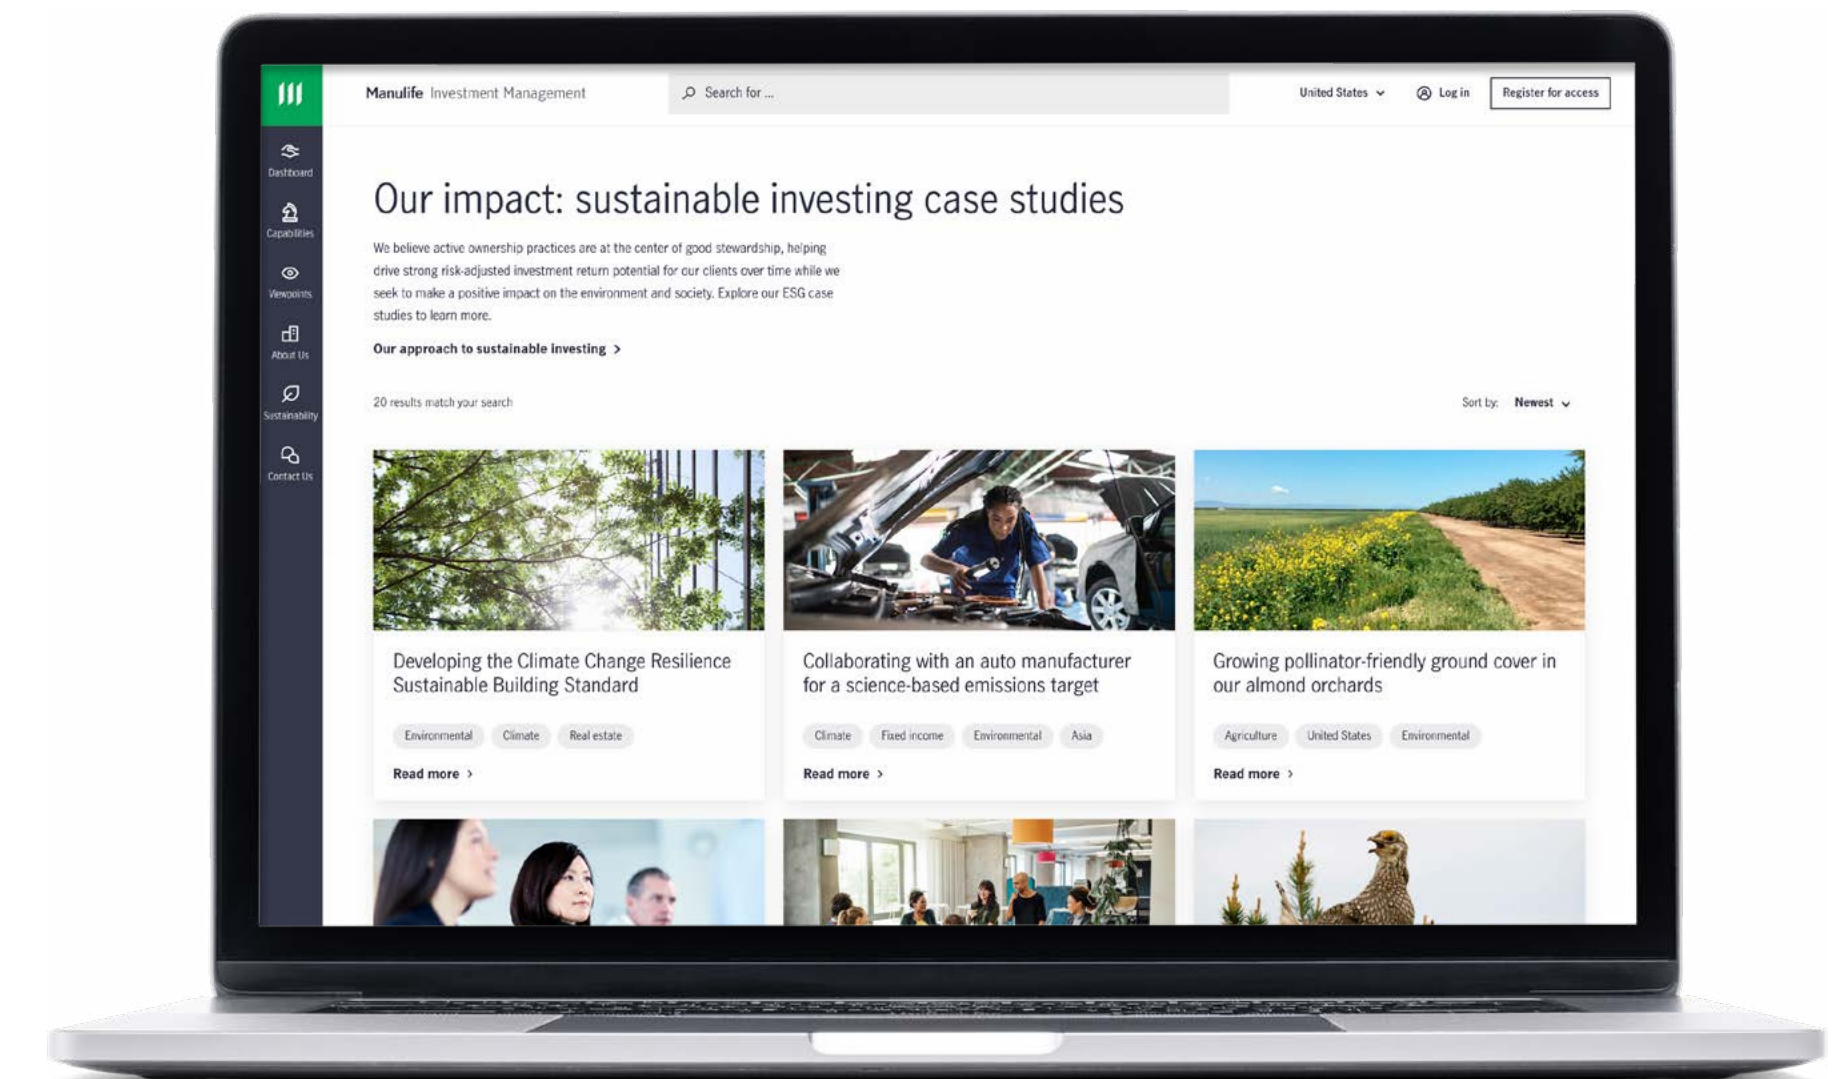 Manulife Investment Management
Search for ...
United States
Log in
Register for access
Dashboard
Capabilities
Viewpoints
About Us
Sustainability
Contact Us
Our impact: sustainable investing case studies
We believe active ownership practices are at the center of good stewardship, helping
drive strong risk-adjusted investment return potential for our clients over time while we
seek to make a positive impact on the environment and society. Explore our ESG case
studies to learn more.
Our approach to sustainable investing >
20 results match your search
Sort by: Newest
Developing the Climate Change Resilience
Sustainable Building Standard
Environmental Climate Real estate
Read more >
Collaborating with an auto manufacturer
for a science-based emissions target
Climate Fixed income Environmental Asia
Read more >
Growing pollinator-friendly ground cover in
our almond orchards
Agriculture United States Environmental
Read more >